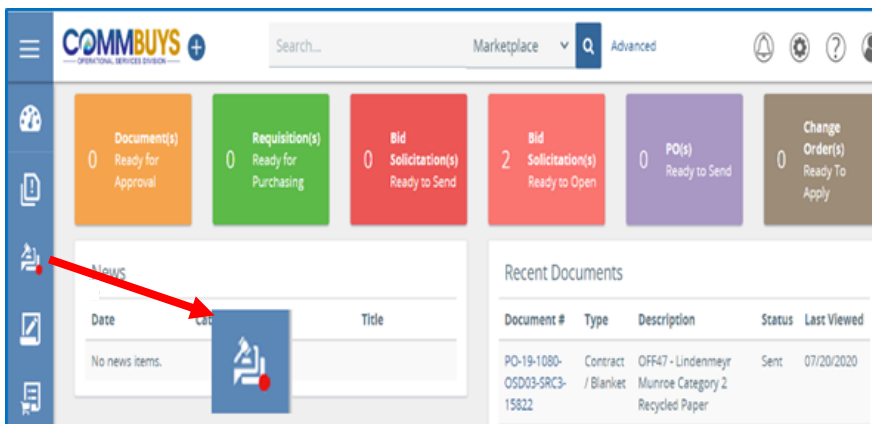 COMMBUYS
OPERATIONAL SERVICES DIVISION
Search...
Marketplace
Advanced
0 Document(s) Ready for Approval
0 Requisition(s) Ready for Purchasing
0 Bid Solicitation(s) Ready to Send
2 Bid Solicitation(s) Ready to Open
0 PO(s) Ready to Send
0 Change Order(s) Ready To Apply
News
Date Title
No news items.
Recent Documents
Document # Type Description Status Last Viewed
PO-19-1080- Contract OFF47 - Lindenmeyr Sent 07/20/2020
OSD03-SRC3- / Blanket Munroe Category 2
15822 Recycled Paper